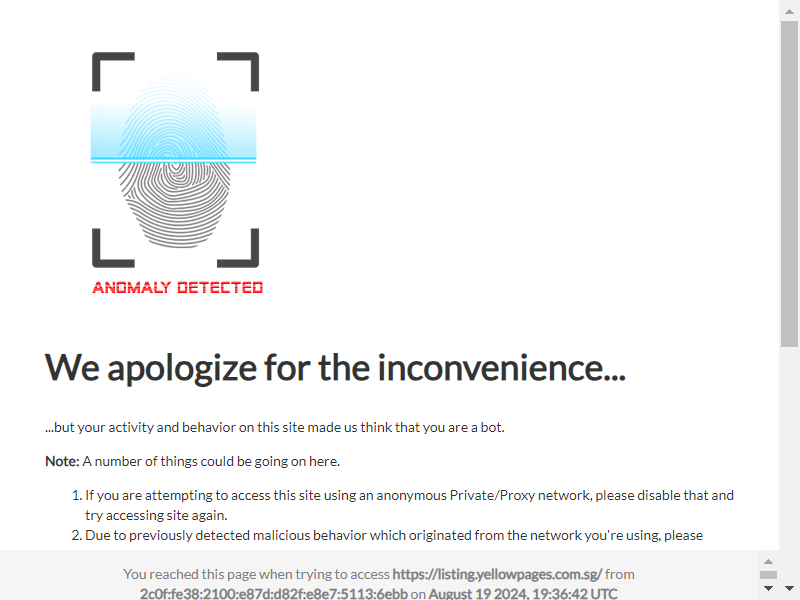 ANOMALY DETECTED
We apologize for the inconvenience...
...but your activity and behavior on this site made us think that you are a bot.
Note: A number of things could be going on here.
1. If you are attempting to access this site using an anonymous Private/Proxy network, please disable that and
try accessing site again.
2. Due to previously detected malicious behavior which originated from the network you're using, please
You reached this page when trying to access https://listing.yellowpages.com.sg/ from
2c0f:fe38:2100:e87d:d82f:e8e7:5113:6ebb on August 19 2024, 19:36:42 UTC